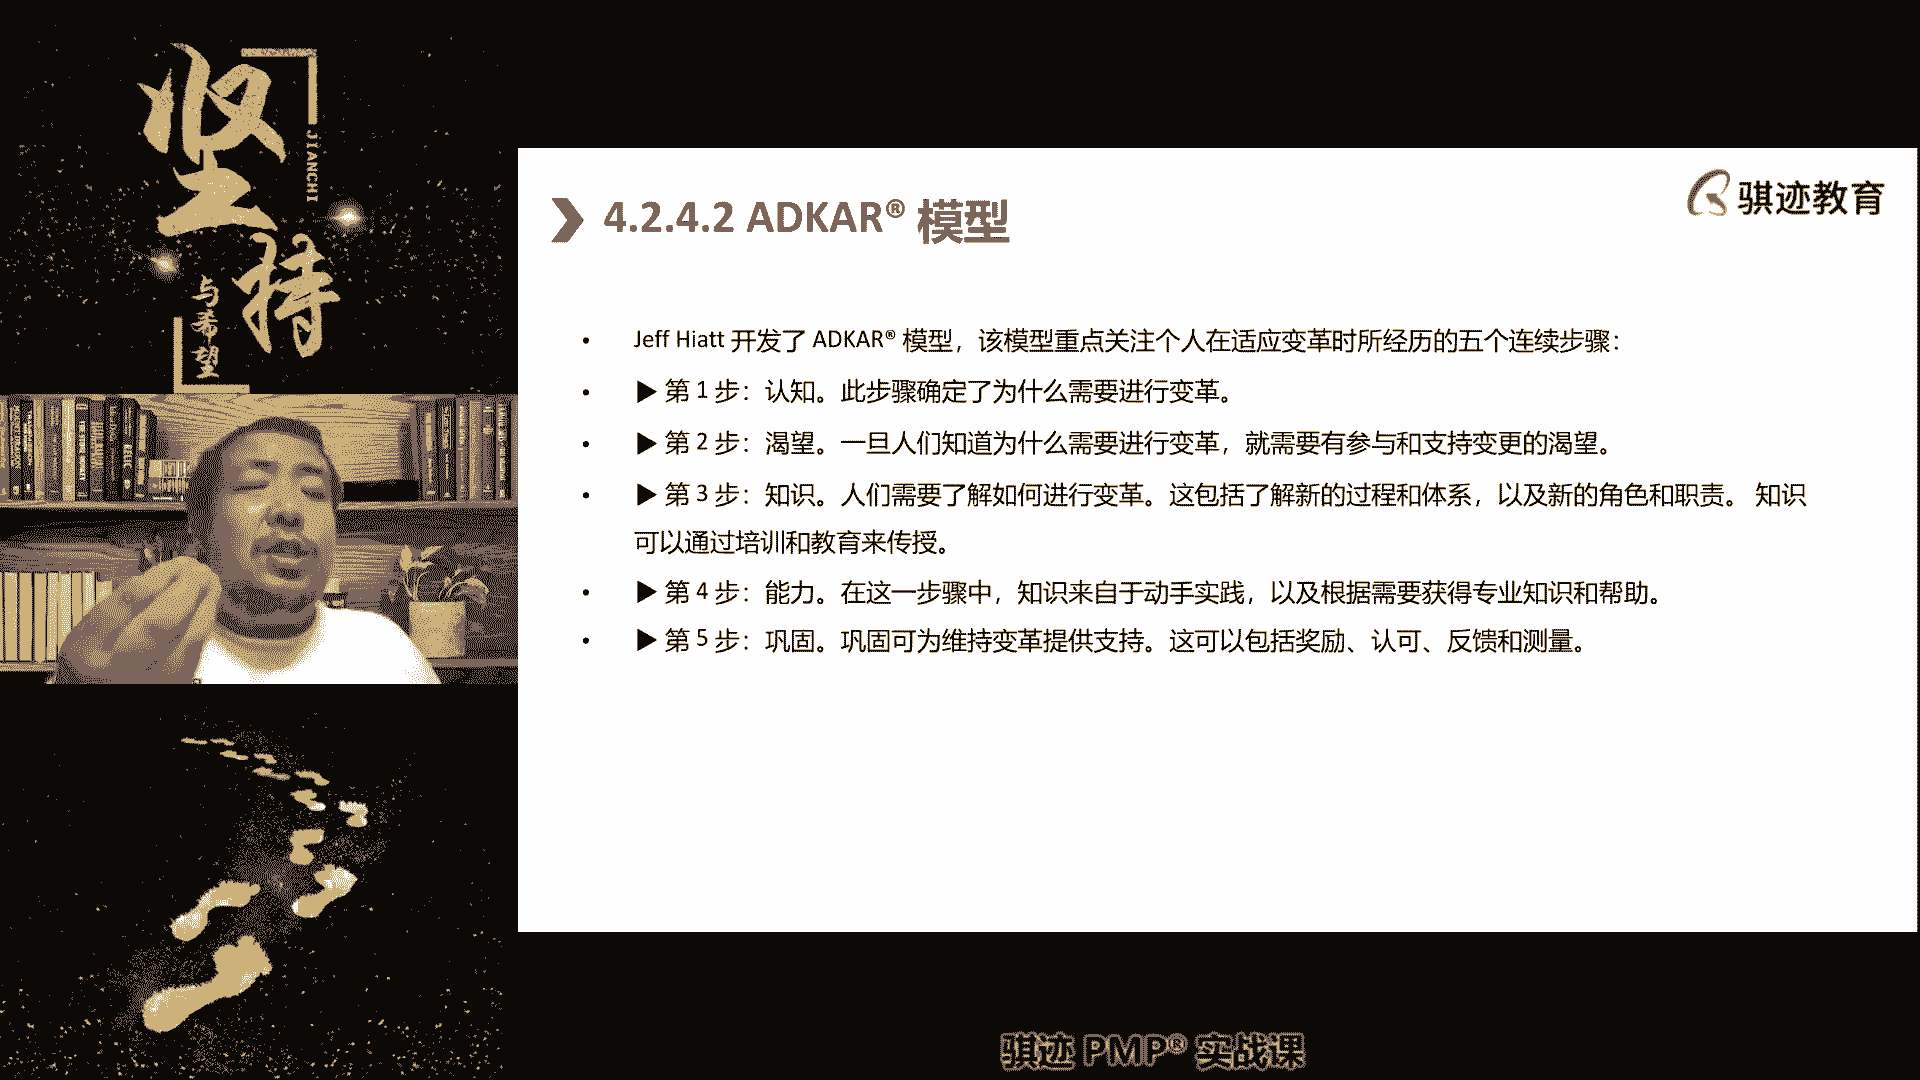 坚持
JIANCHI
与希望
骐迹教育
4.2.4.2 ADKAR® 模型
• Jeff Hiatt 开发了 ADKAR® 模型，该模型重点关注个人在适应变革时所经历的五个连续步骤：
• ▶ 第 1 步：认知。此步骤确定了为什么需要进行变革。
• ▶ 第 2 步：渴望。一旦人们知道为什么需要进行变革，就需要有参与和支持变更的渴望。
• ▶ 第 3 步：知识。人们需要了解如何进行变革。这包括了解新的过程和体系，以及新的角色和职责。 知识
可以通过培训和教育来传授。
• ▶ 第 4 步：能力。在这一步骤中，知识来自于动手实践，以及根据需要获得专业知识和帮助。
• ▶ 第 5 步：巩固。巩固可为维持变革提供支持。这可以包括奖励、认可、反馈和测量。
骐迹 PMP® 实战课